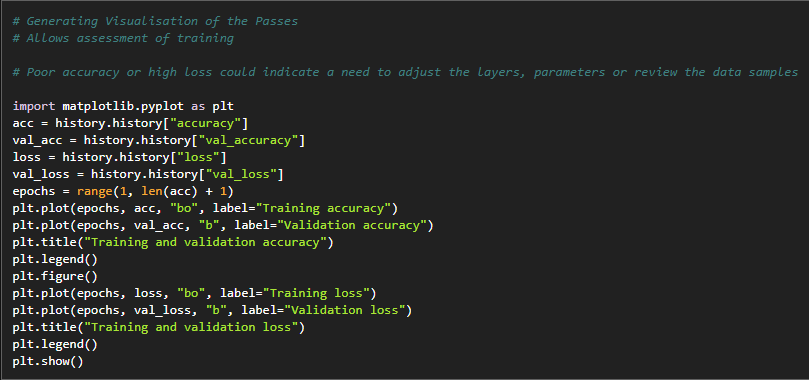 # Generating Visualisation of the Passes
# Allows assessment of training
# Poor accuracy or high loss could indicate a need to adjust the layers, parameters or review the data samples
import matplotlib.pyplot as plt
acc = history.history["accuracy"]
val_acc = history.history["val_accuracy"]
loss = history.history["loss"]
val_loss = history.history["val_loss"]
epochs = range(1, len(acc) + 1)
plt.plot(epochs, acc, "bo", label="Training accuracy")
plt.plot(epochs, val_acc, "b", label="Validation accuracy")
plt.title("Training and validation accuracy")
plt.legend()
plt.figure()
plt.plot(epochs, loss, "bo", label="Training loss")
plt.plot(epochs, val_loss, "b", label="Validation loss")
plt.title("Training and validation loss")
plt.legend()
plt.show()